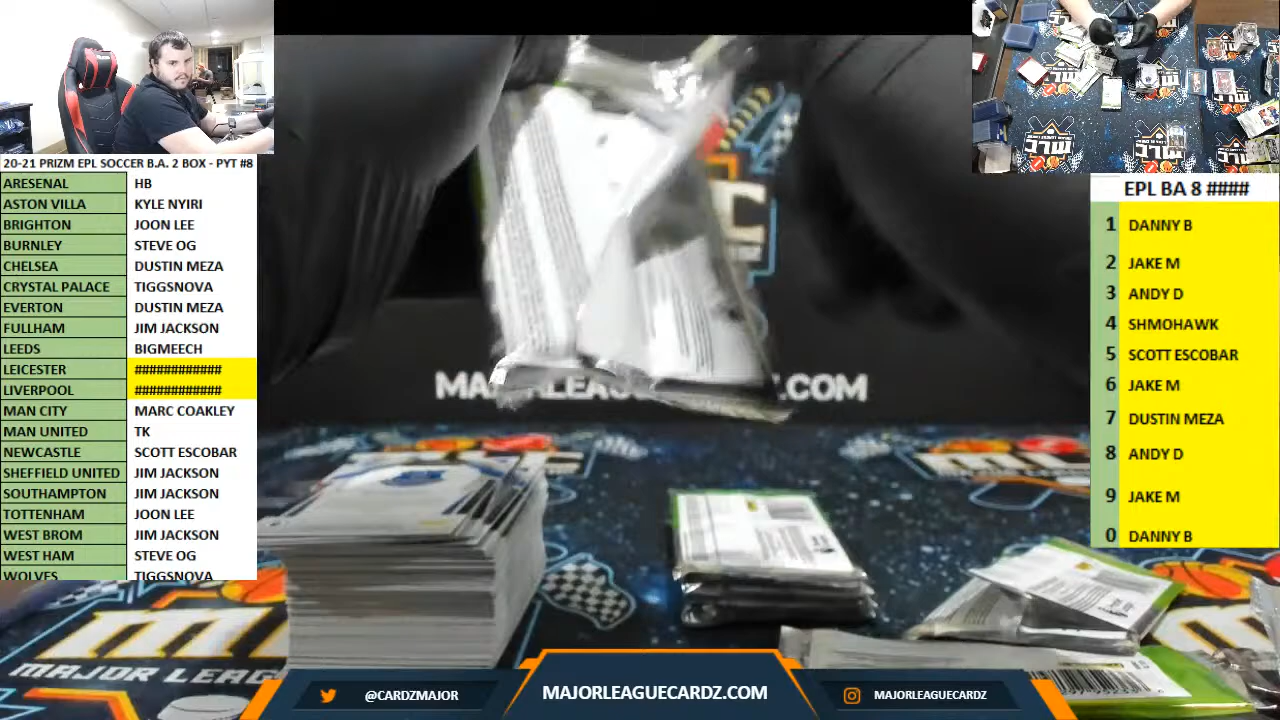 20-21 PRIZM EPL SOCCER B.A. 2 BOX - PYT #8
ARESENAL HB
ASTON VILLA KYLE NYIRI
BRIGHTON JOON LEE
BURNLEY STEVE OG
CHELSEA DUSTIN MEZA
CRYSTAL PALACE TIGGSNOVA
EVERTON DUSTIN MEZA
FULLHAM JIM JACKSON
LEEDS BIGMEECH
LEICESTER ############
LIVERPOOL ############
MAN CITY MARC COAKLEY
MAN UNITED TK
NEWCASTLE SCOTT ESCOBAR
SHEFFIELD UNITED JIM JACKSON
SOUTHAMPTON JIM JACKSON
TOTTENHAM JOON LEE
WEST BROM JIM JACKSON
WEST HAM STEVE OG
WOLVES TIGGSNOVA
EPL BA 8 ####
1 DANNY B
2 JAKE M
3 ANDY D
4 SHMOHAWK
5 SCOTT ESCOBAR
6 JAKE M
7 DUSTIN MEZA
8 ANDY D
9 JAKE M
0 DANNY B
MAJOR LEAG
@CARDZMAJOR
MAJORLEAGUECARDZ.COM
MAJORLEAGUECARDZ